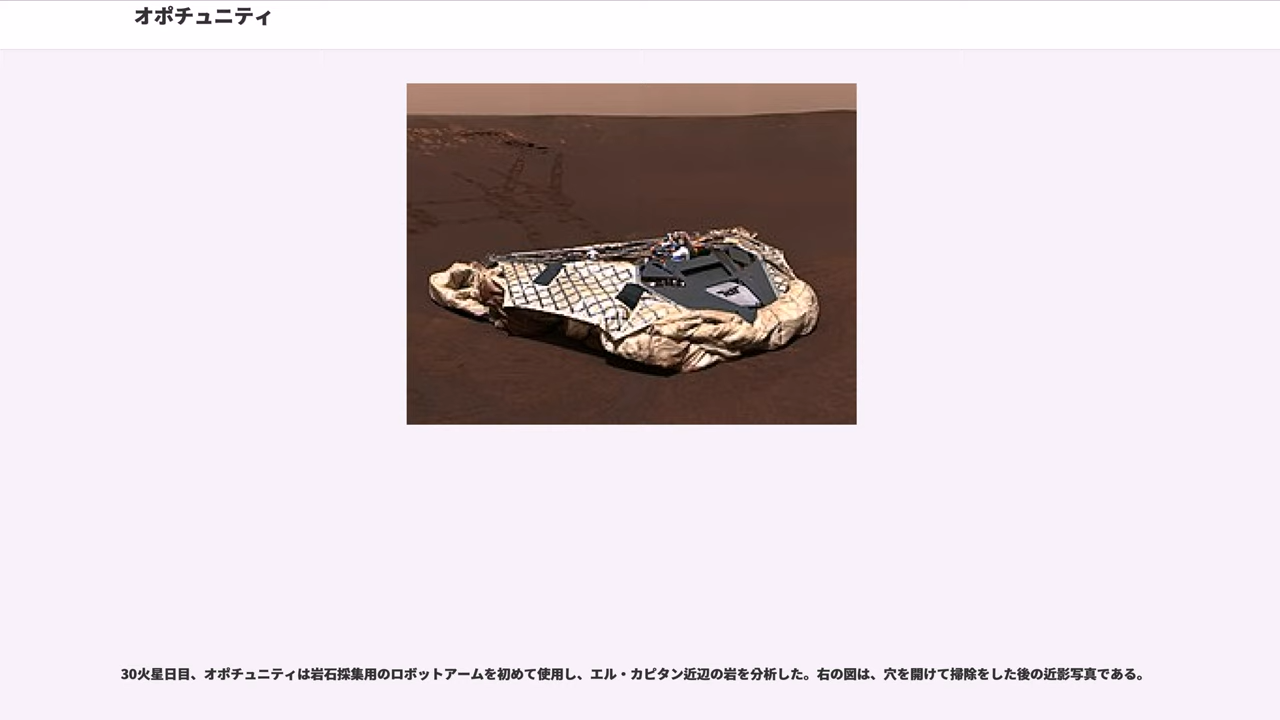 オポチュニティ
30火星日目、オポチュニティは岩石採集用のロボットアームを初めて使用し、エル・カピタン近辺の岩を分析した。右の図は、穴を開けて掃除をした後の近影写真である。